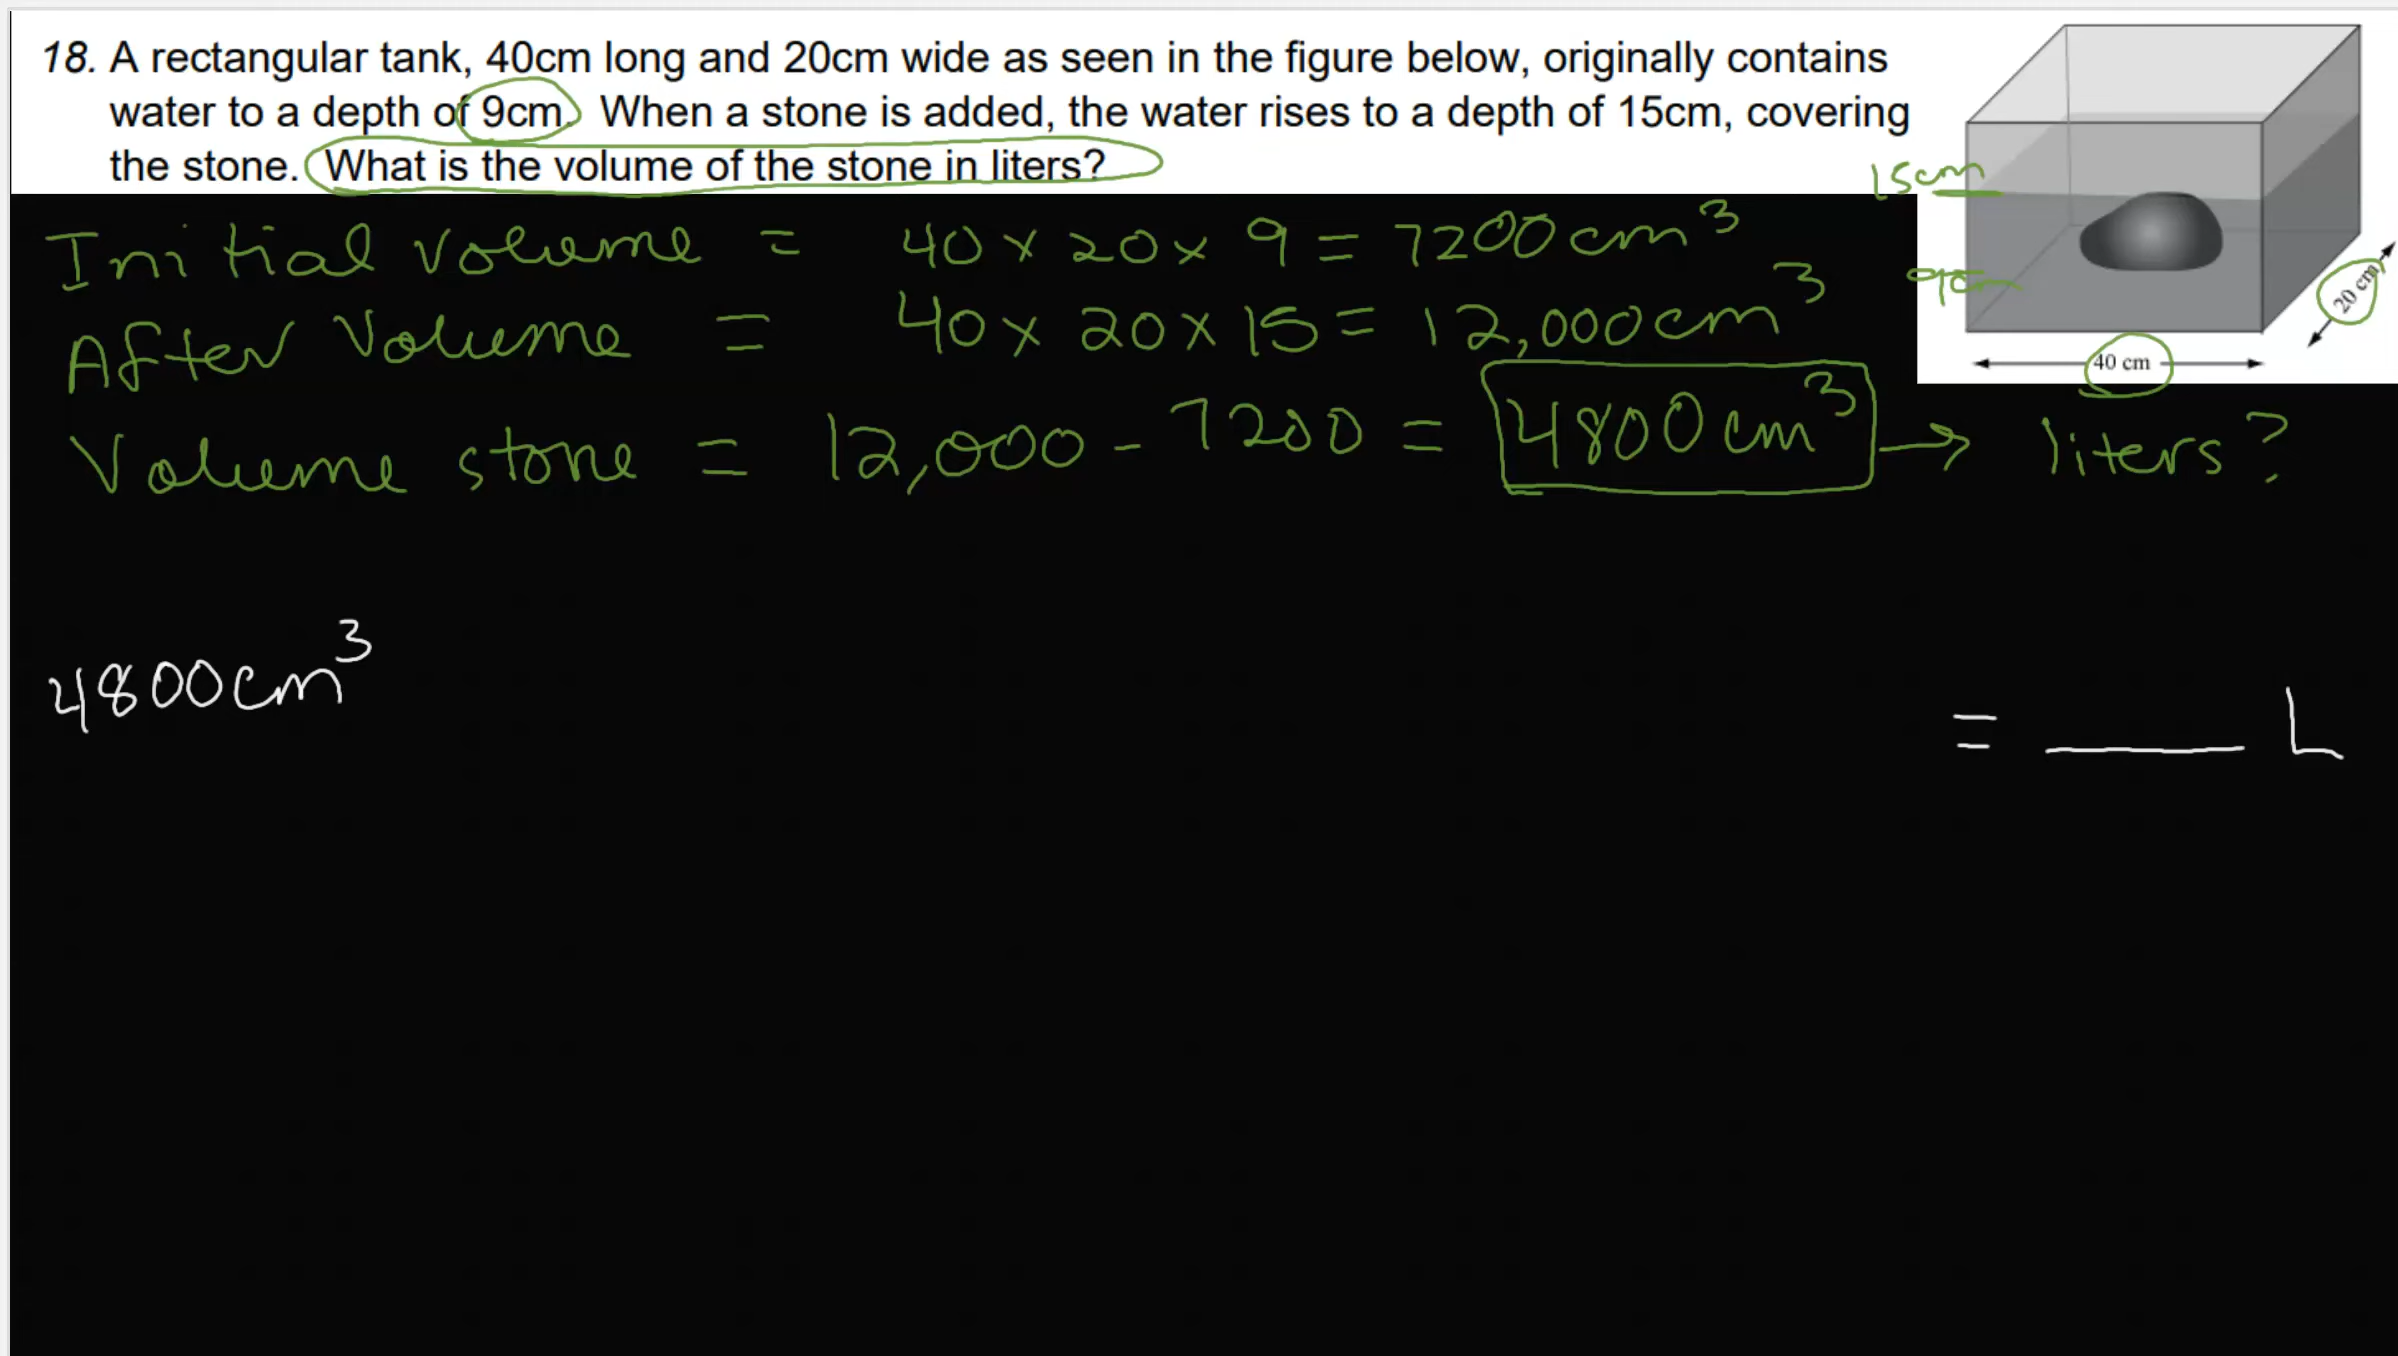 18. A rectangular tank, 40cm long and 20cm wide as seen in the figure below, originally contains
water to a depth of 9cm. When a stone is added, the water rises to a depth of 15cm, covering
the stone. What is the volume of the stone in liters?
15cm
9cm
20 cm
40 cm
Initial volume = 40 x 20 x 9 = 7200 cm³
After Volume = 40 x 20 x 15 = 12,000 cm³
Volume stone = 12,000 - 7200 = 4800 cm³ → liters?
4800 cm³ = ___ L